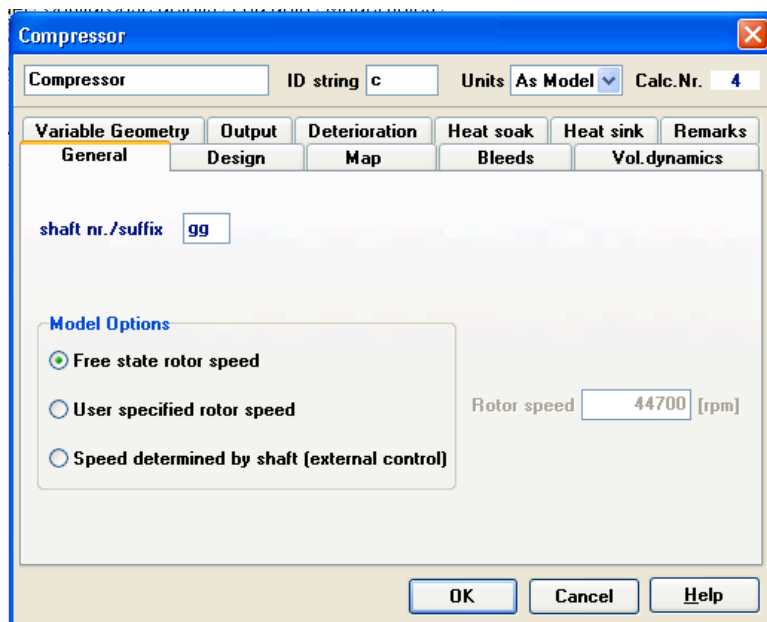 Compressor
Compressor ID string c Units As Model Calc.Nr. 4
Variable Geometry Output Deterioration Heat soak Heat sink Remarks
General Design Map Bleeds Vol.dynamics
shaft nr./suffix gg
Model Options
Free state rotor speed
User specified rotor speed Rotor speed 44700 [rpm]
Speed determined by shaft (external control)
OK Cancel Help